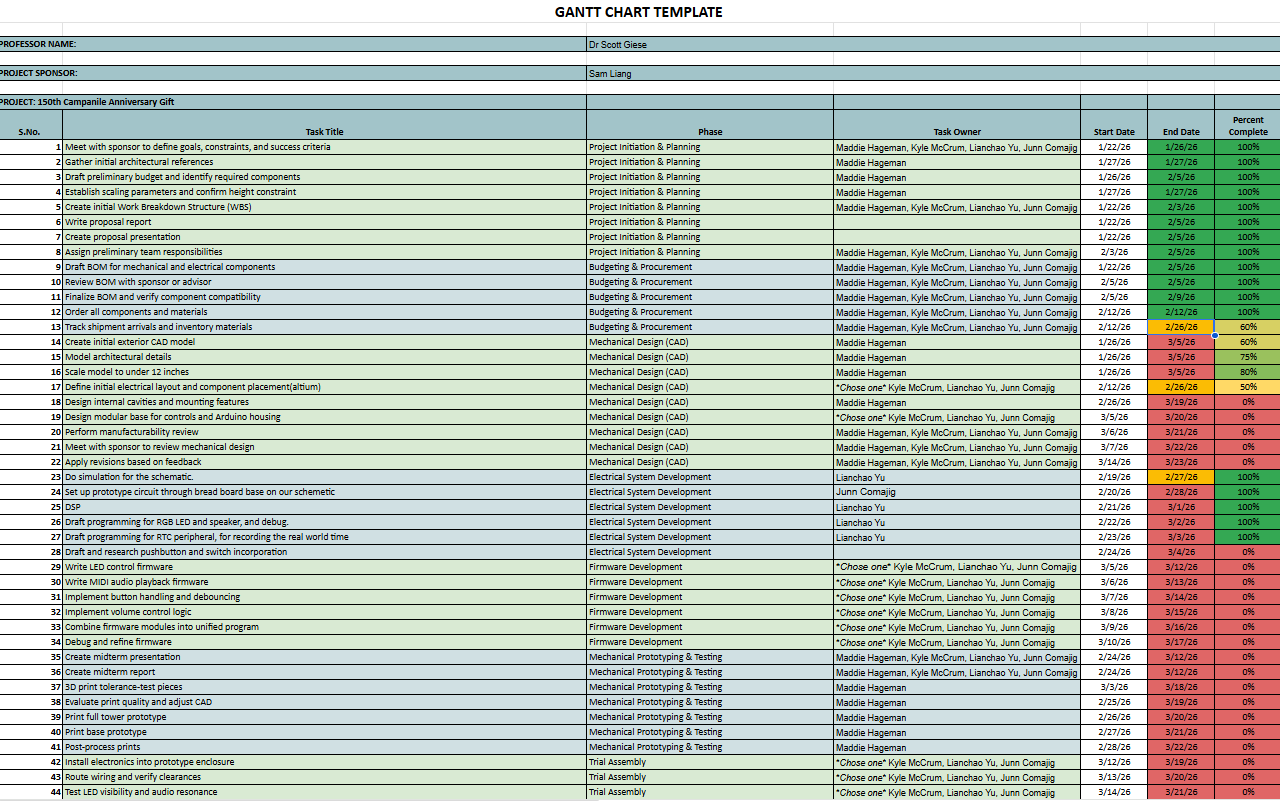 GANTT CHART TEMPLATE
PROFESSOR NAME: Dr Scott Giese
PROJECT SPONSOR: Sam Liang
PROJECT: 150th Campanile Anniversary Gift
S.No. Task Title Phase Task Owner Start Date End Date Percent Complete
1 Meet with sponsor to define goals, constraints, and success criteria Project Initiation & Planning Maddie Hageman, Kyle McCrum, Lianchao Yu, Junn Comajig 1/22/26 1/26/26 100%
2 Gather initial architectural references Project Initiation & Planning Maddie Hageman 1/27/26 1/27/26 100%
3 Draft preliminary budget and identify required components Project Initiation & Planning Maddie Hageman 1/26/26 2/5/26 100%
4 Establish scaling parameters and confirm height constraint Project Initiation & Planning Maddie Hageman 1/27/26 1/27/26 100%
5 Create initial Work Breakdown Structure (WBS) Project Initiation & Planning Maddie Hageman, Kyle McCrum, Lianchao Yu, Junn Comajig 1/22/26 2/3/26 100%
6 Write proposal report Project Initiation & Planning 1/22/26 2/5/26 100%
7 Create proposal presentation Project Initiation & Planning 1/22/26 2/5/26 100%
8 Assign preliminary team responsibilities Project Initiation & Planning Maddie Hageman, Kyle McCrum, Lianchao Yu, Junn Comajig 2/3/26 2/5/26 100%
9 Draft BOM for mechanical and electrical components Budgeting & Procurement Maddie Hageman, Kyle McCrum, Lianchao Yu, Junn Comajig 1/22/26 2/5/26 100%
10 Review BOM with sponsor or advisor Budgeting & Procurement Maddie Hageman, Kyle McCrum, Lianchao Yu, Junn Comajig 2/5/26 2/5/26 100%
11 Finalize BOM and verify component compatibility Budgeting & Procurement Maddie Hageman, Kyle McCrum, Lianchao Yu, Junn Comajig 2/5/26 2/9/26 100%
12 Order all components and materials Budgeting & Procurement Maddie Hageman, Kyle McCrum, Lianchao Yu, Junn Comajig 2/12/26 2/12/26 100%
13 Track shipment arrivals and inventory materials Budgeting & Procurement Maddie Hageman, Kyle McCrum, Lianchao Yu, Junn Comajig 2/12/26 2/26/26 60%
14 Create initial exterior CAD model Mechanical Design (CAD) Maddie Hageman 1/26/26 3/5/26 60%
15 Model architectural details Mechanical Design (CAD) Maddie Hageman 1/26/26 3/5/26 75%
16 Scale model to under 12 inches Mechanical Design (CAD) Maddie Hageman 1/26/26 3/5/26 80%
17 Define initial electrical layout and component placement(altium) Mechanical Design (CAD) *Chose one* Kyle McCrum, Lianchao Yu, Junn Comajig 2/12/26 2/26/26 50%
18 Design internal cavities and mounting features Mechanical Design (CAD) Maddie Hageman 2/26/26 3/19/26 0%
19 Design modular base for controls and Arduino housing Mechanical Design (CAD) *Chose one* Kyle McCrum, Lianchao Yu, Junn Comajig 3/5/26 3/20/26 0%
20 Perform manufacturability review Mechanical Design (CAD) Maddie Hageman, Kyle McCrum, Lianchao Yu, Junn Comajig 3/6/26 3/21/26 0%
21 Meet with sponsor to review mechanical design Mechanical Design (CAD) Maddie Hageman, Kyle McCrum, Lianchao Yu, Junn Comajig 3/7/26 3/22/26 0%
22 Apply revisions based on feedback Mechanical Design (CAD) Maddie Hageman, Kyle McCrum, Lianchao Yu, Junn Comajig 3/14/26 3/23/26 0%
23 Do simulation for the schematic. Electrical System Development Lianchao Yu 2/19/26 2/27/26 100%
24 Set up prototype circuit through bread board base on our schemetic Electrical System Development Junn Comajig 2/20/26 2/28/26 100%
25 DSP Electrical System Development Lianchao Yu 2/21/26 3/1/26 100%
26 Draft programming for RGB LED and speaker, and debug. Electrical System Development Lianchao Yu 2/22/26 3/2/26 100%
27 Draft programming for RTC peripheral, for recording the real world time Electrical System Development Lianchao Yu 2/23/26 3/3/26 100%
28 Draft and research pushbutton and switch incorporation Electrical System Development 2/24/26 3/4/26 0%
29 Write LED control firmware Firmware Development *Chose one* Kyle McCrum, Lianchao Yu, Junn Comajig 3/5/26 3/12/26 0%
30 Write MIDI audio playback firmware Firmware Development *Chose one* Kyle McCrum, Lianchao Yu, Junn Comajig 3/6/26 3/13/26 0%
31 Implement button handling and debouncing Firmware Development *Chose one* Kyle McCrum, Lianchao Yu, Junn Comajig 3/7/26 3/14/26 0%
32 Implement volume control logic Firmware Development *Chose one* Kyle McCrum, Lianchao Yu, Junn Comajig 3/8/26 3/15/26 0%
33 Combine firmware modules into unified program Firmware Development *Chose one* Kyle McCrum, Lianchao Yu, Junn Comajig 3/9/26 3/16/26 0%
34 Debug and refine firmware Firmware Development *Chose one* Kyle McCrum, Lianchao Yu, Junn Comajig 3/10/26 3/17/26 0%
35 Create midterm presentation Mechanical Prototyping & Testing Maddie Hageman, Kyle McCrum, Lianchao Yu, Junn Comajig 2/24/26 3/12/26 0%
36 Create midterm report Mechanical Prototyping & Testing Maddie Hageman, Kyle McCrum, Lianchao Yu, Junn Comajig 2/24/26 3/12/26 0%
37 3D print tolerance-test pieces Mechanical Prototyping & Testing Maddie Hageman 3/3/26 3/18/26 0%
38 Evaluate print quality and adjust CAD Mechanical Prototyping & Testing Maddie Hageman 2/25/26 3/19/26 0%
39 Print full tower prototype Mechanical Prototyping & Testing Maddie Hageman 2/26/26 3/20/26 0%
40 Print base prototype Mechanical Prototyping & Testing Maddie Hageman 2/27/26 3/21/26 0%
41 Post-process prints Mechanical Prototyping & Testing Maddie Hageman 2/28/26 3/22/26 0%
42 Install electronics into prototype enclosure Trial Assembly *Chose one* Kyle McCrum, Lianchao Yu, Junn Comajig 3/12/26 3/19/26 0%
43 Route wiring and verify clearances Trial Assembly *Chose one* Kyle McCrum, Lianchao Yu, Junn Comajig 3/13/26 3/20/26 0%
44 Test LED visibility and audio resonance Trial Assembly *Chose one* Kyle McCrum, Lianchao Yu, Junn Comajig 3/14/26 3/21/26 0%